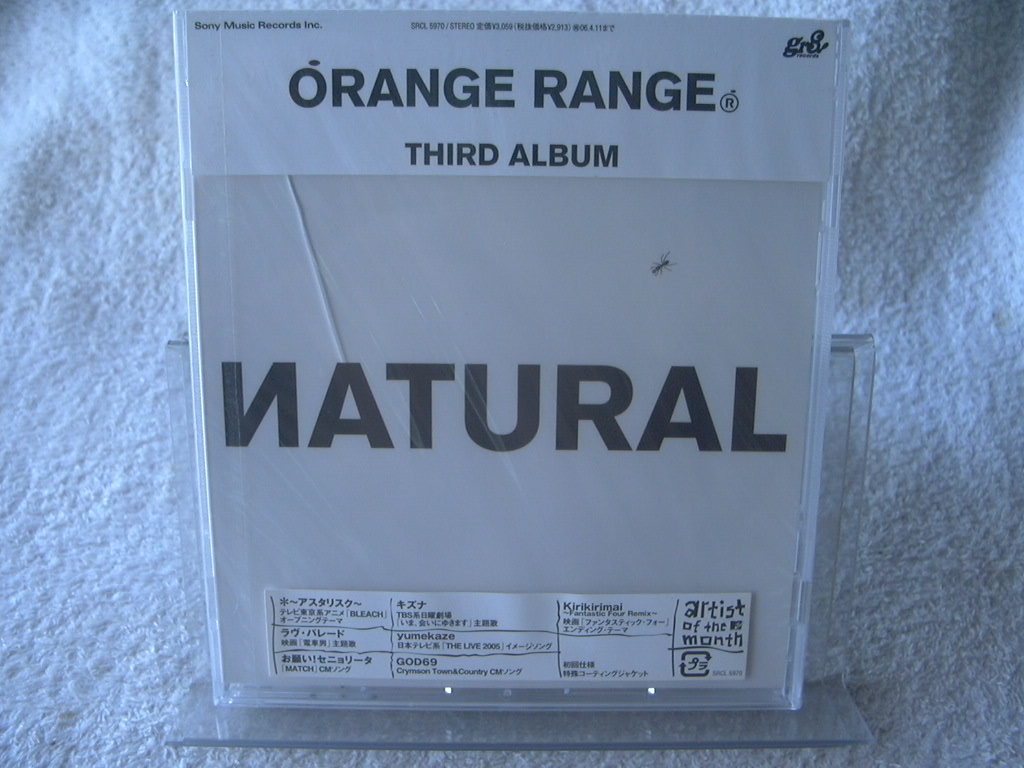 Sony Music Records Inc.
SRCL 5970 / STEREO 定価¥3,059 (税抜価格¥2,913) ㊟06.4.11まで
gr8!
records
ORANGE RANGE®
THIRD ALBUM
NATURAL
＊〜アスタリスク〜
テレビ東京系アニメ「BLEACH」
オープニングテーマ
ラヴ・パレード
映画「電車男」主題歌
お願い!セニョリータ
「MATCH」CMソング
キズナ
TBS系日曜劇場
「いま、会いにゆきます」主題歌
yumekaze
日本テレビ系「THE LIVE 2005」イメージソング
GOD69
Crymson Town&Country CMソング
Kirikirimai
~Fantastic Four Remix~
映画「ファンタスティック・フォー」
エンディング・テーマ
初回仕様
特殊コーティングジャケット
artist
of the
month
プラ
SRCL 5970